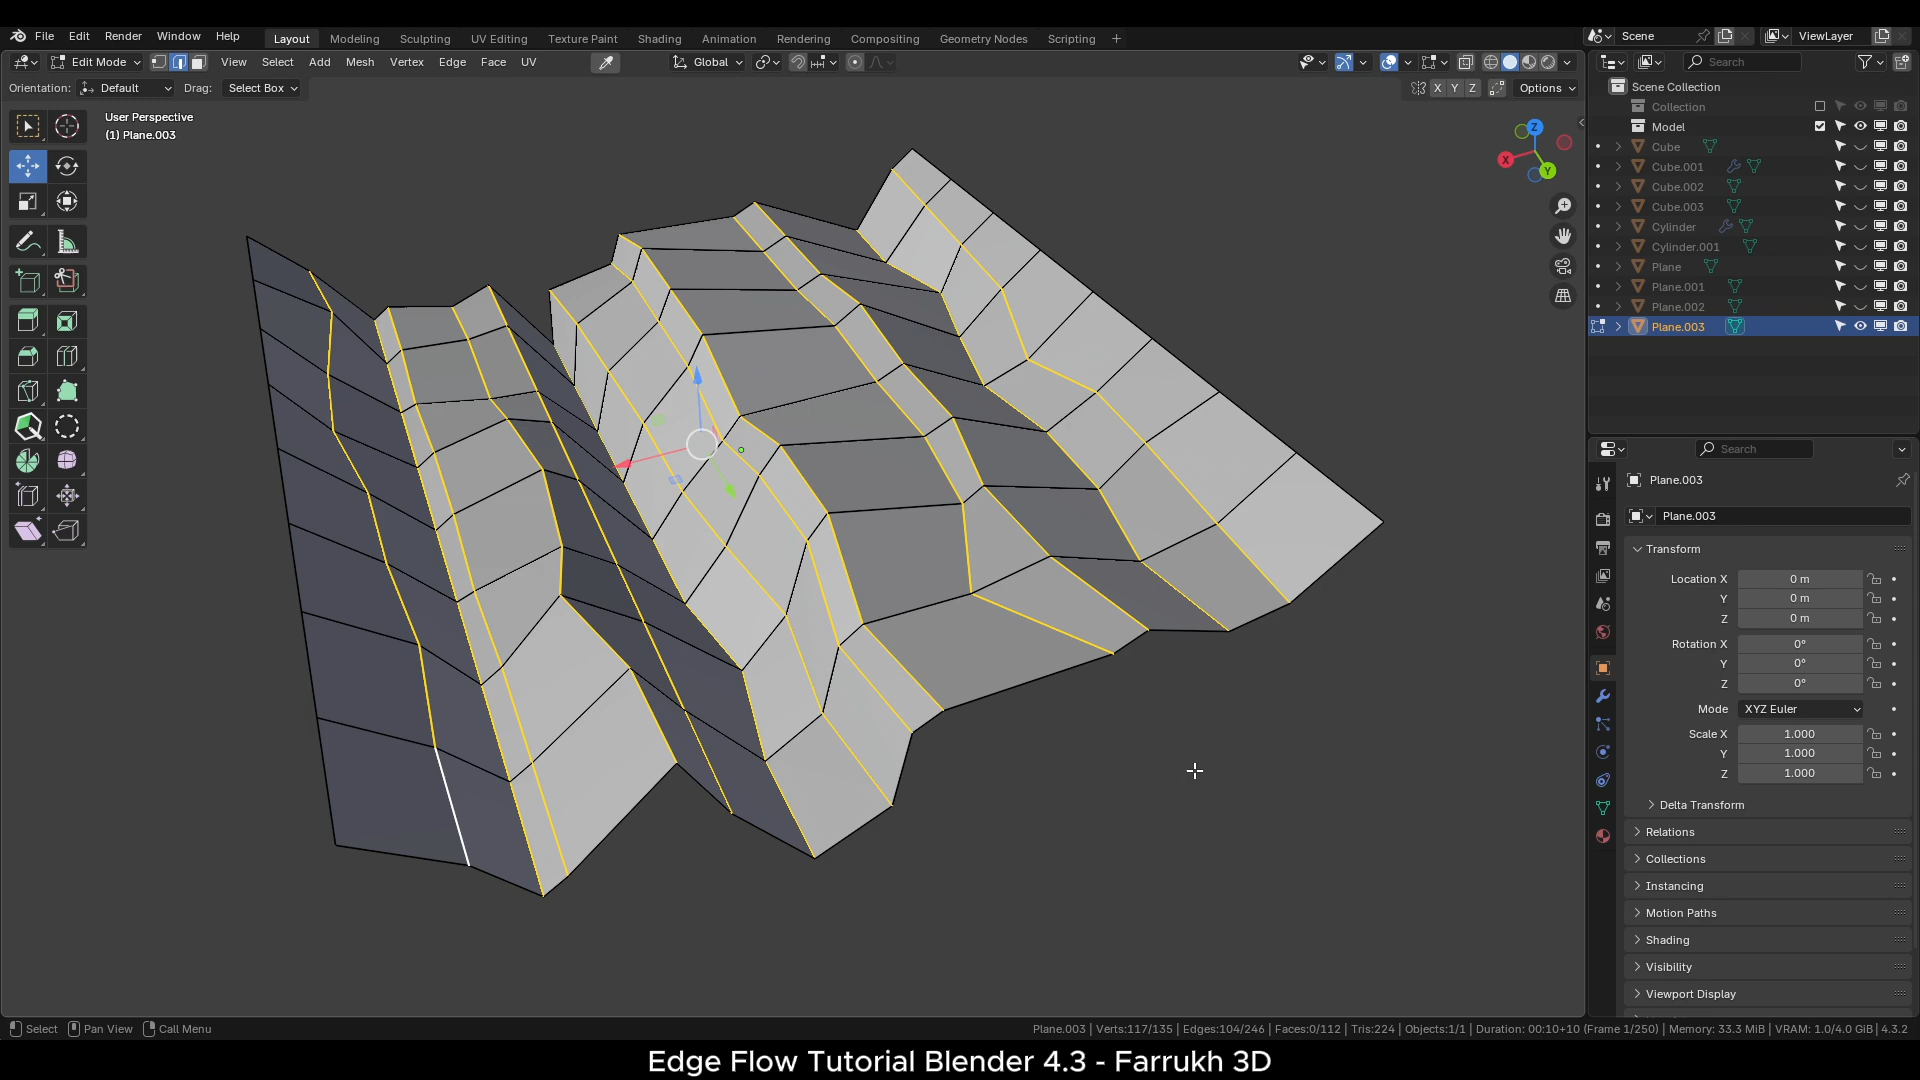 File Edit Render Window Help Layout Modeling Sculpting UV Editing Texture Paint Shading Animation Rendering Compositing Geometry Nodes Scripting + Scene ViewLayer
Edit Mode View Select Add Mesh Vertex Edge Face UV Global Search
Orientation: Default Drag: Select Box X Y Z Options
User Perspective
(1) Plane.003
Z
X
Y
Scene Collection
Collection
Model
Cube
Cube.001
Cube.002
Cube.003
Cylinder
Cylinder.001
Plane
Plane.001
Plane.002
Plane.003
Search
Plane.003
Plane.003
Transform
Location X 0 m
Y 0 m
Z 0 m
Rotation X 0°
Y 0°
Z 0°
Mode XYZ Euler
Scale X 1.000
Y 1.000
Z 1.000
Delta Transform
Relations
Collections
Instancing
Motion Paths
Shading
Visibility
Viewport Display
Select Pan View Call Menu Plane.003 | Verts:117/135 | Edges:104/246 | Faces:0/112 | Tris:224 | Objects:1/1 | Duration: 00:10+10 (Frame 1/250) | Memory: 33.3 MiB | VRAM: 1.0/4.0 GiB | 4.3.2
Edge Flow Tutorial Blender 4.3 - Farrukh 3D